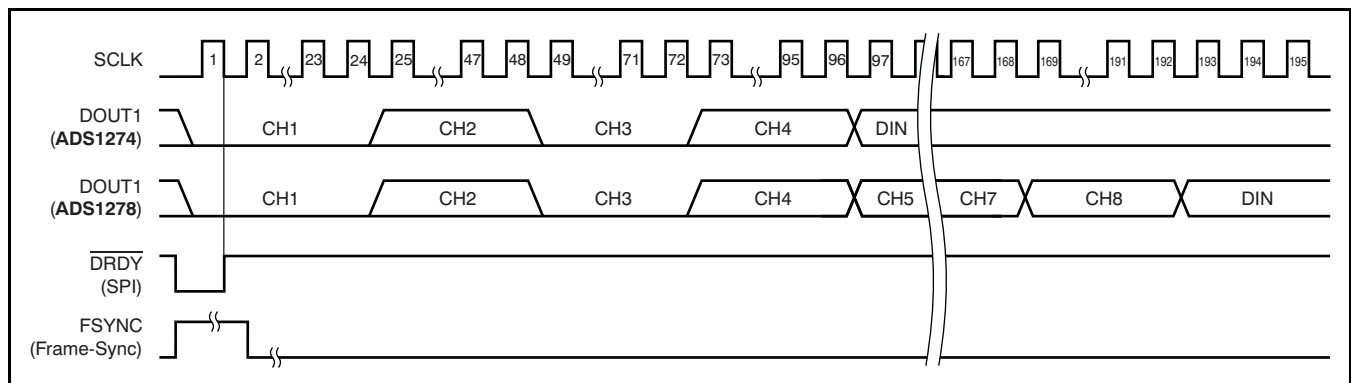 SCLK 1 2 23 24 25 47 48 49 71 72 73 95 96 97 167 168 169 191 192 193 194 195
DOUT1
(ADS1274) CH1 CH2 CH3 CH4 DIN
DOUT1
(ADS1278) CH1 CH2 CH3 CH4 CH5 CH7 CH8 DIN
DRDY
(SPI)
FSYNC
(Frame-Sync)